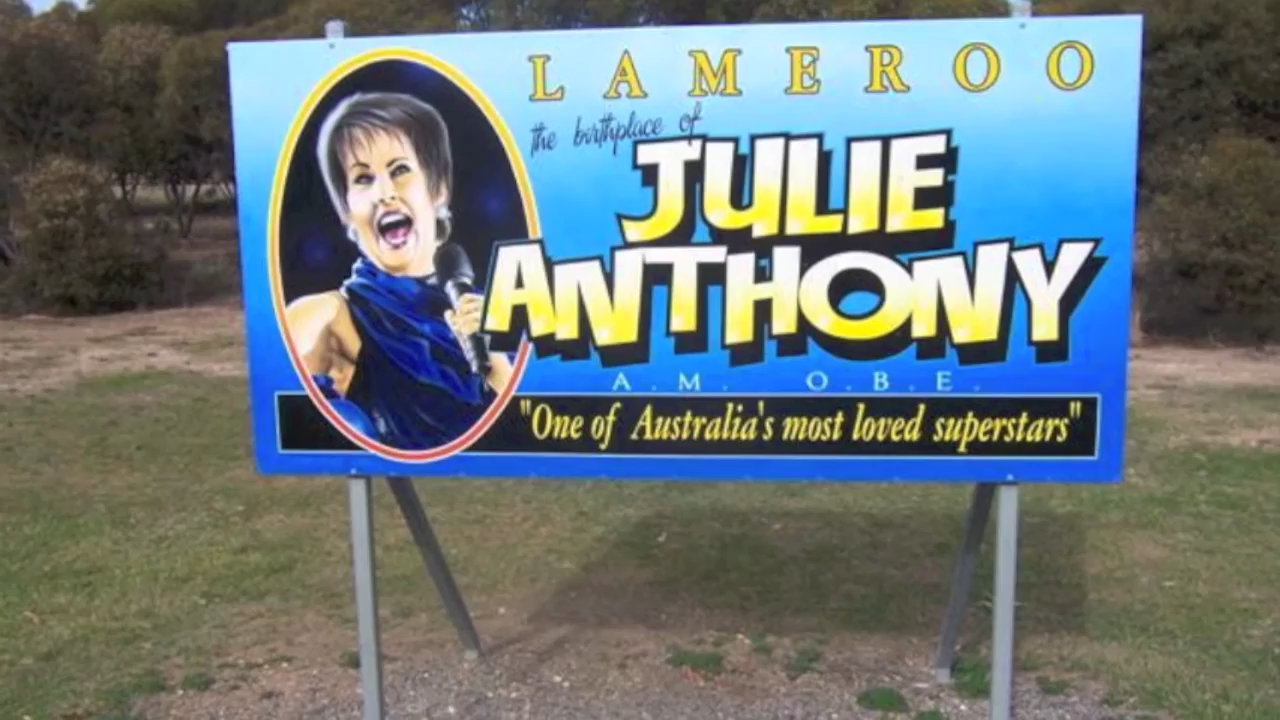 LAMEROO
the birthplace of
JULIE
ANTHONY
A.M. O.B.E.
"One of Australia's most loved superstars"